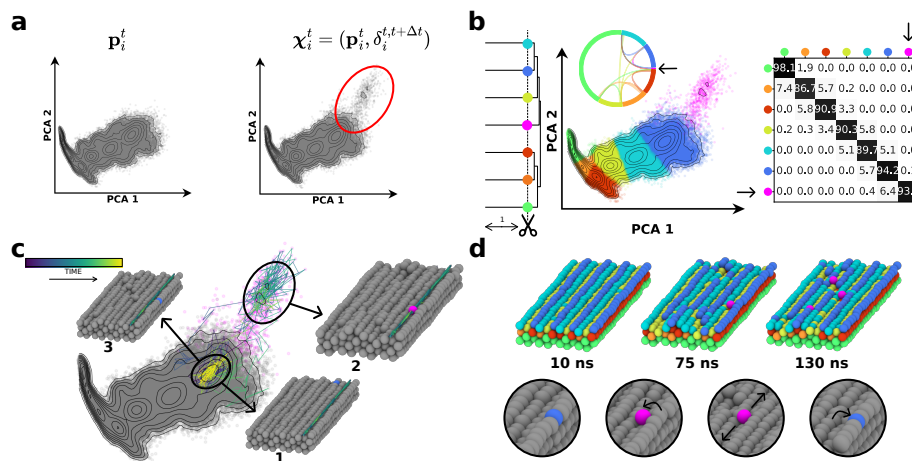 a
𝐩ᵢᵗ
𝛘ᵢᵗ = (𝐩ᵢᵗ, δᵢᵗ,ᵗ⁺Δᵗ)
PCA 2
PCA 1
PCA 2
PCA 1
b
1
PCA 2
PCA 1
98.1 1.9 0.0 0.0 0.0 0.0 0.0
7.4 86.7 5.7 0.2 0.0 0.0 0.0
0.0 5.8 90.9 3.3 0.0 0.0 0.0
0.2 0.3 3.4 90.3 5.8 0.0 0.0
0.0 0.0 0.0 5.1 89.7 5.1 0.0
0.0 0.0 0.0 0.0 5.7 94.2 0.
0.0 0.0 0.0 0.0 0.4 6.4 93.
c
TIME
3
2
1
d
10 ns
75 ns
130 ns